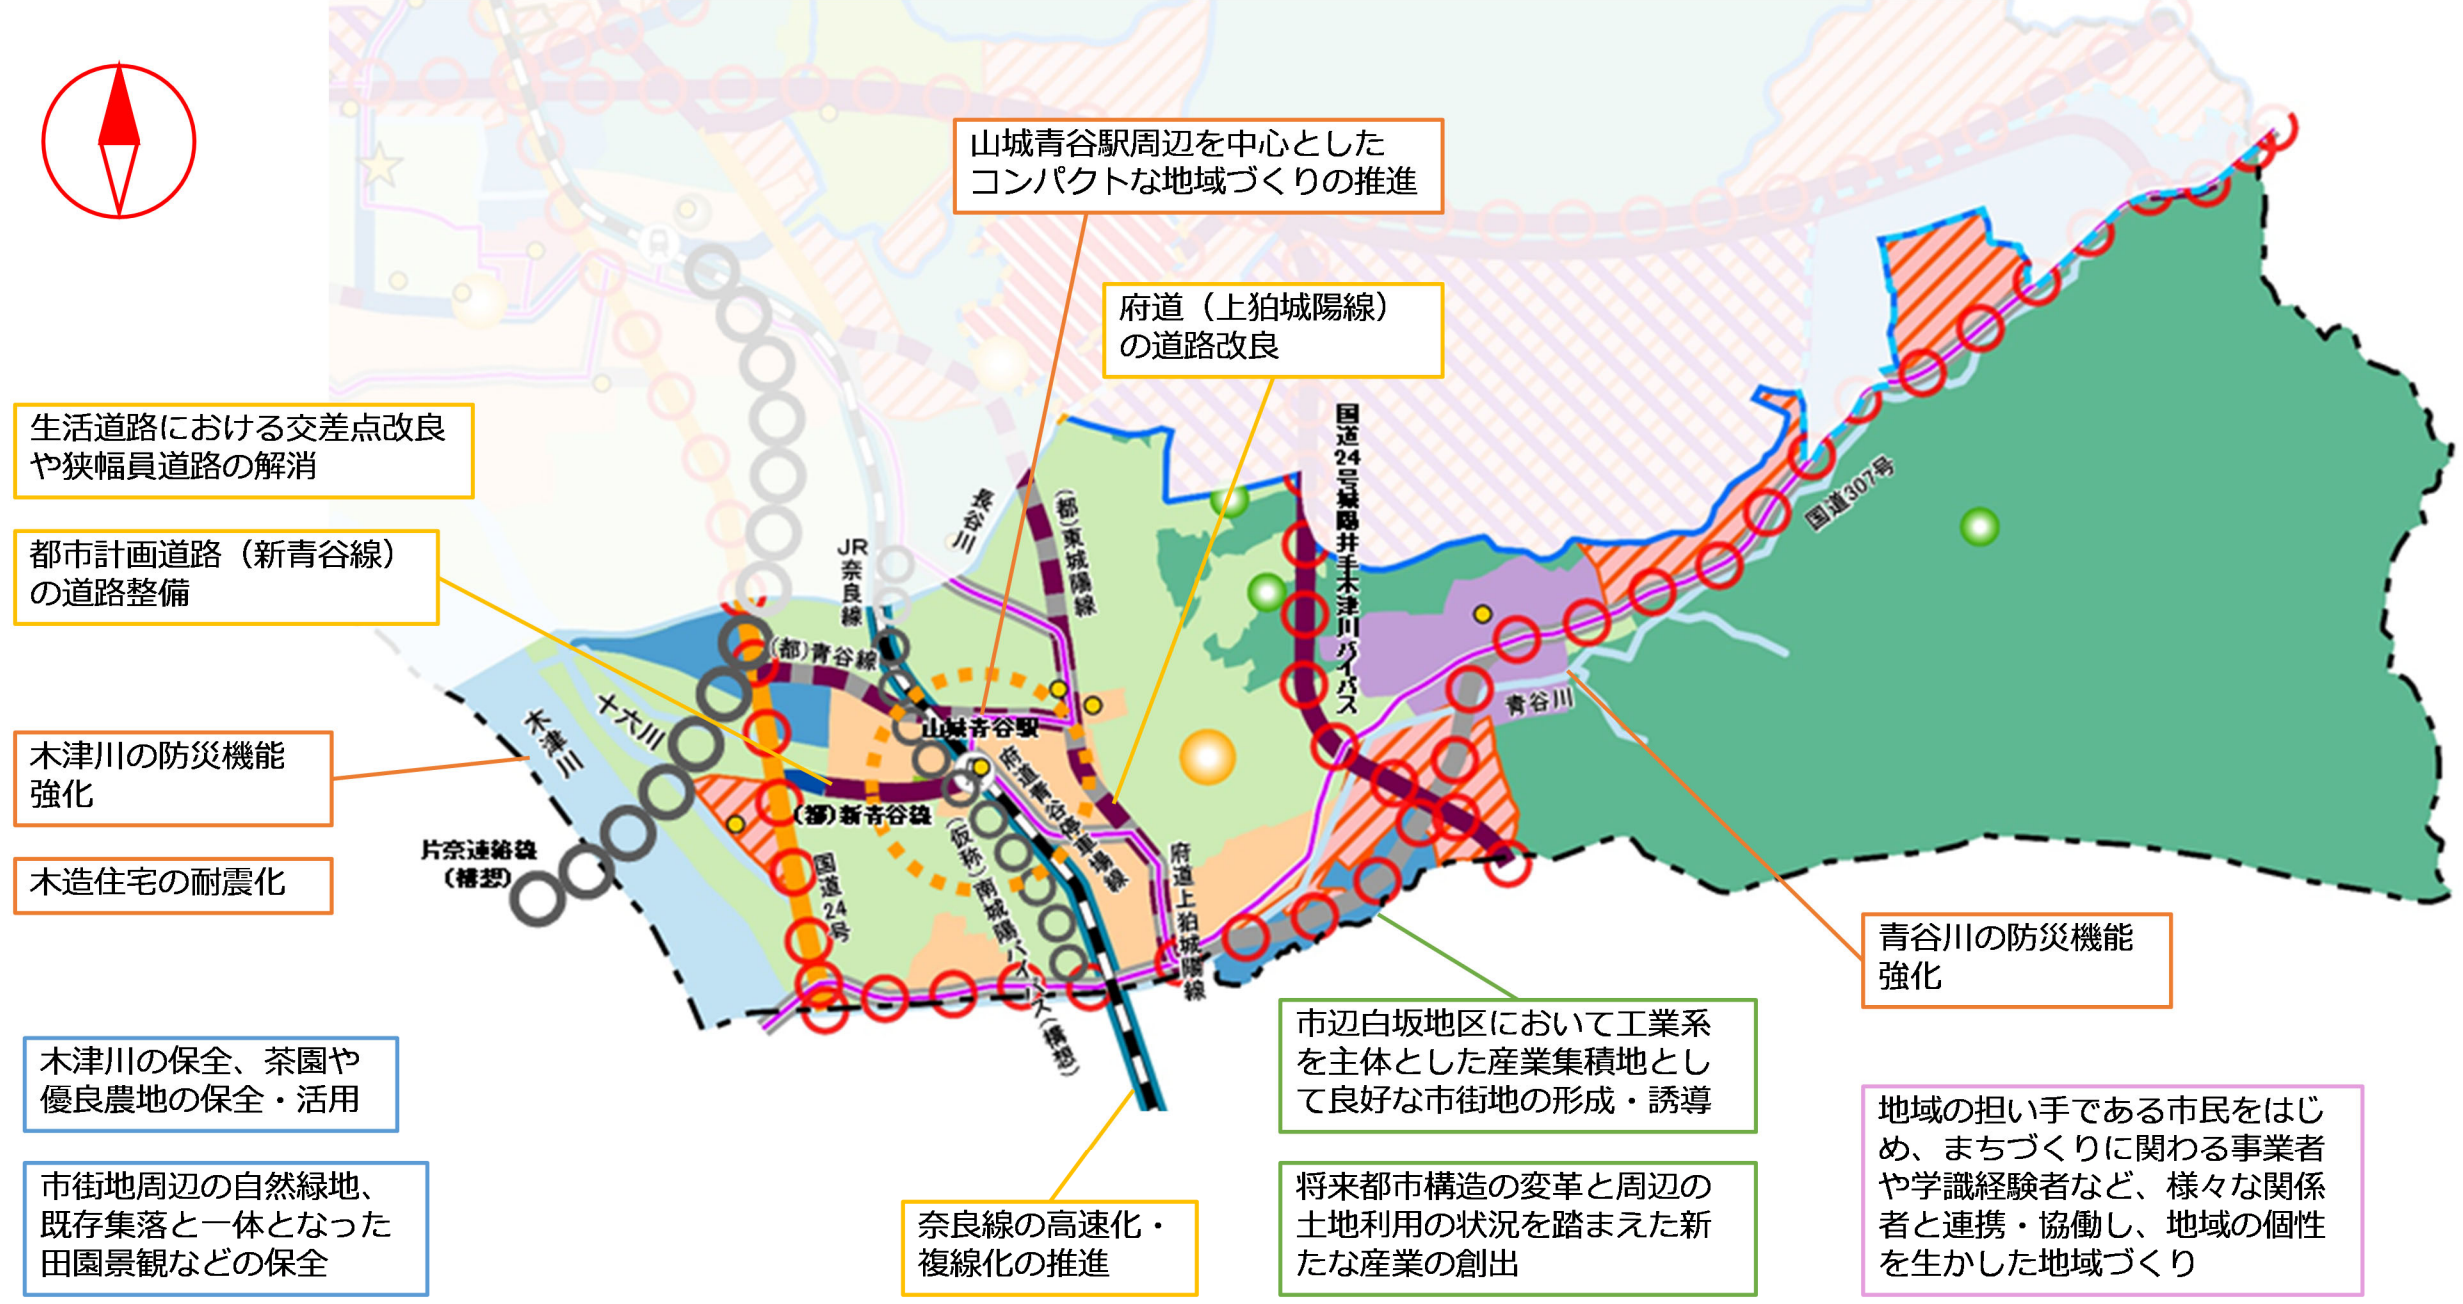 山城青谷駅周辺を中心とした
コンパクトな地域づくりの推進
府道（上狛城陽線）
の道路改良
生活道路における交差点改良
や狭幅員道路の解消
都市計画道路（新青谷線）
の道路整備
木津川の防災機能
強化
木造住宅の耐震化
木津川の保全、茶園や
優良農地の保全・活用
市街地周辺の自然緑地、
既存集落と一体となった
田園景観などの保全
奈良線の高速化・
複線化の推進
市辺白坂地区において工業系
を主体とした産業集積地とし
て良好な市街地の形成・誘導
将来都市構造の変革と周辺の
土地利用の状況を踏まえた新
たな産業の創出
青谷川の防災機能
強化
地域の担い手である市民をはじ
め、まちづくりに関わる事業者
や学識経験者など、様々な関係
者と連携・協働し、地域の個性
を生かした地域づくり
国道24号城陽井手木津川バイパス
国道307号
長谷川
(都)東城陽線
JR奈良線
(都)青谷線
十六川
木津川
山城青谷駅
府道青谷停車場線
(都)新青谷線
(仮称)南城陽バイパス(構想)
片奈連絡線
(構想)
国道24号
府道上狛城陽線
青谷川